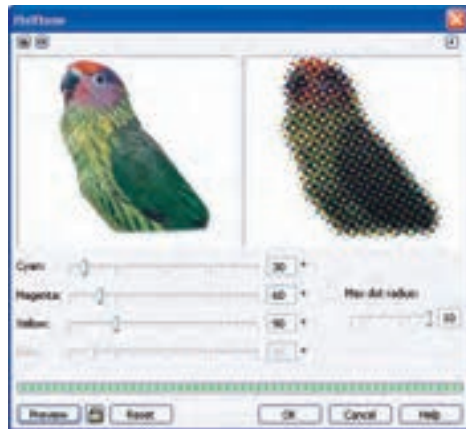 Halftone
Cyan: 30 °
Magenta: 60 °
Max dot radius:
Yellow: 90 ° 10
Preview Reset OK Cancel Help